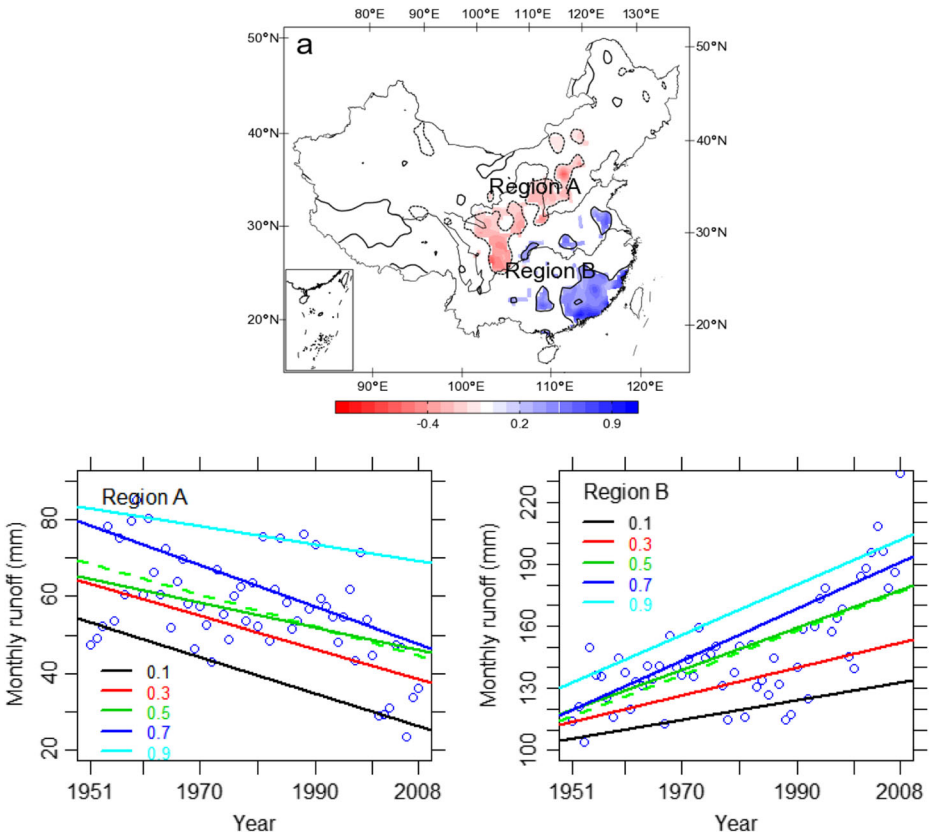 80°E 90°E 100°E 110°E 120°E 130°E
a
50°N 50°N
40°N 40°N
Region A
30°N 30°N
Region B
20°N 20°N
90°E 100°E 110°E 120°E
-0.4 0.2 0.9
Monthly runoff (mm)
80
60
40
20
Region A
0.1
0.3
0.5
0.7
0.9
1951 1970 1990 2008
Year
Monthly runoff (mm)
220
190
160
130
100
Region B
0.1
0.3
0.5
0.7
0.9
1951 1970 1990 2008
Year